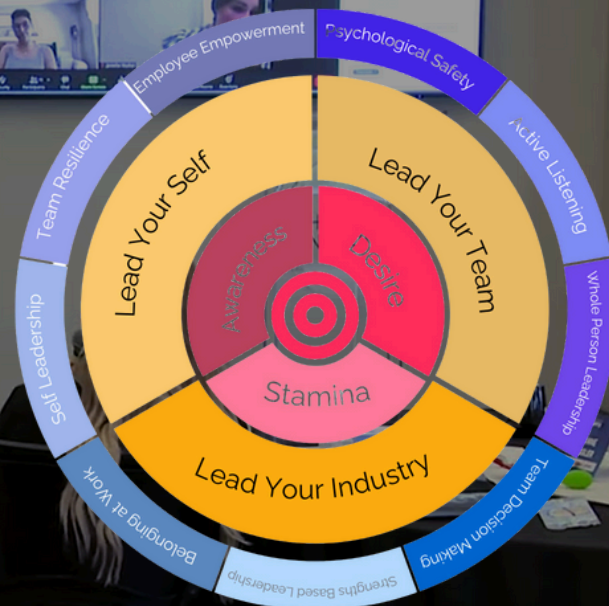 Employee Empowerment
Psychological Safety
Active Listening
Whole Person Leadership
Team Decision Making
Strengths Based Leadership
Belonging at Work
Self Leadership
Team Resilience
Lead Your Self
Lead Your Team
Lead Your Industry
Awareness
Desire
Stamina